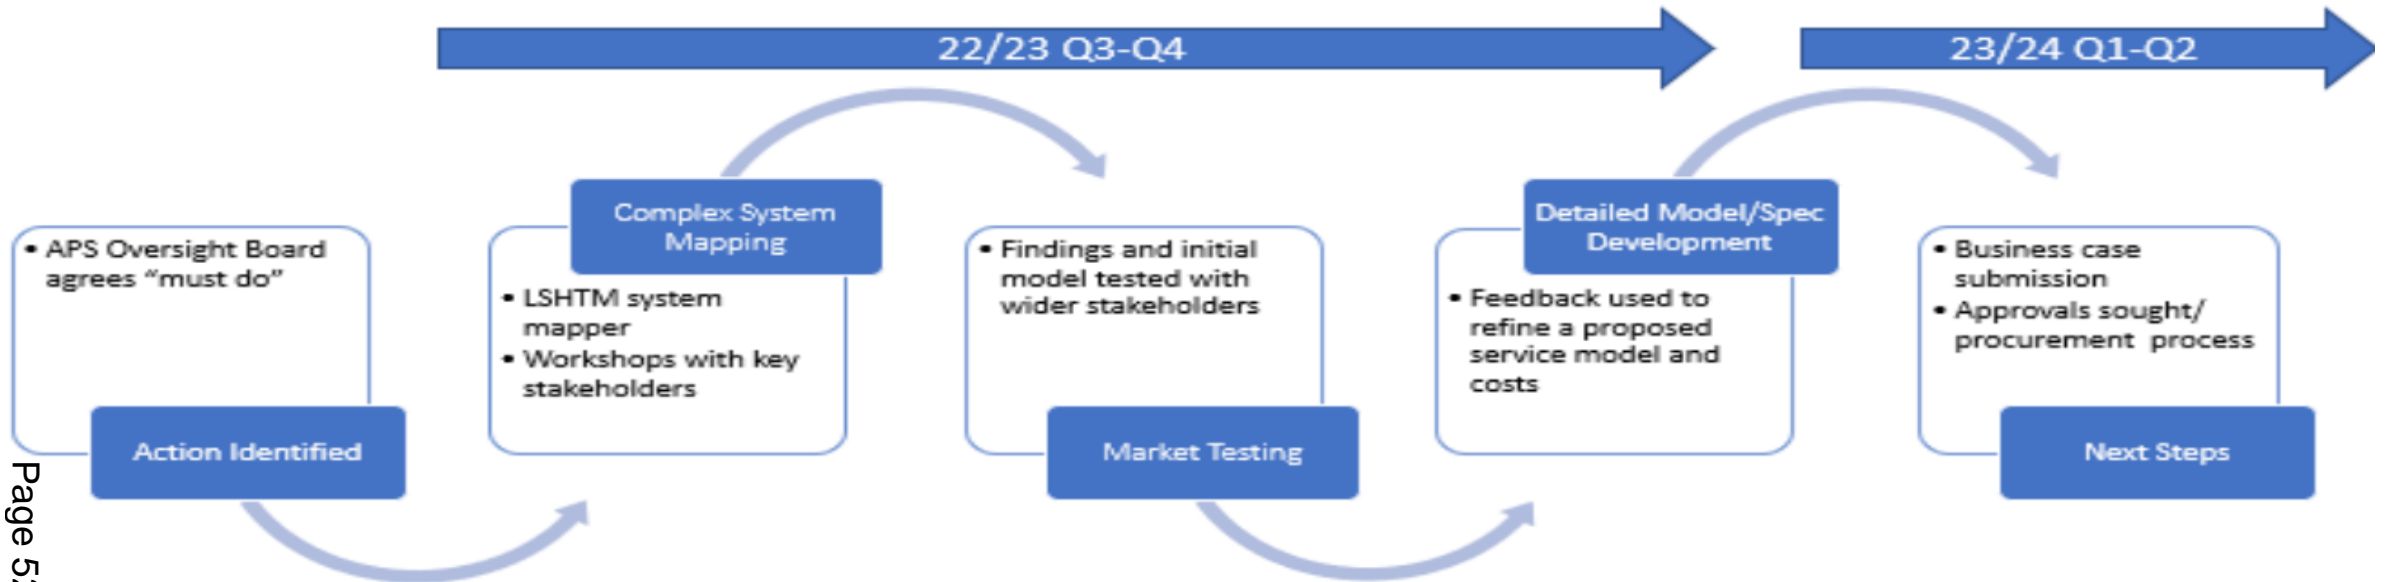 22/23 Q3-Q4
23/24 Q1-Q2
• APS Oversight Board
agrees “must do”
Action Identified
Complex System
Mapping
• LSHTM system
mapper
• Workshops with key
stakeholders
• Findings and initial
model tested with
wider stakeholders
Market Testing
Detailed Model/Spec
Development
• Feedback used to
refine a proposed
service model and
costs
• Business case
submission
• Approvals sought/
procurement process
Next Steps
Page